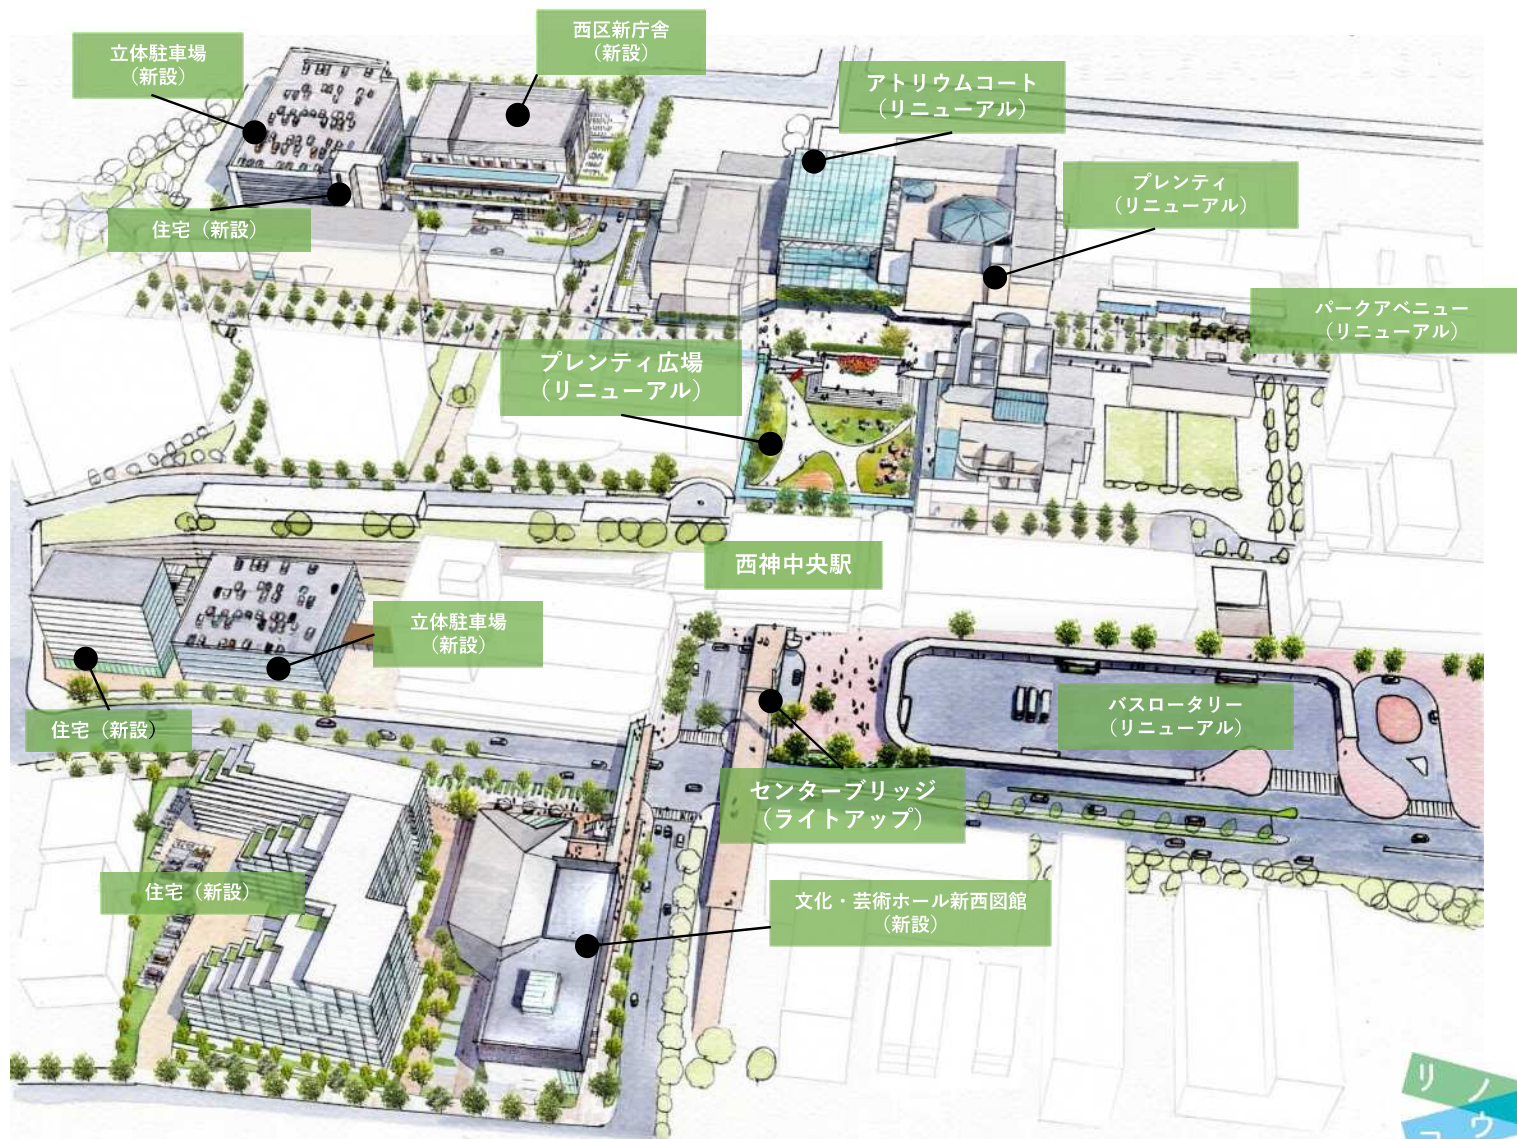 西区新庁舎
（新設）
立体駐車場
（新設）
アトリウムコート
（リニューアル）
プレンティ
（リニューアル）
住宅（新設）
パークアベニュー
（リニューアル）
プレンティ広場
（リニューアル）
西神中央駅
立体駐車場
（新設）
バスロータリー
（リニューアル）
住宅（新設）
センターブリッジ
（ライトアップ）
住宅（新設）
文化・芸術ホール新西図館
（新設）
リノ
コウ